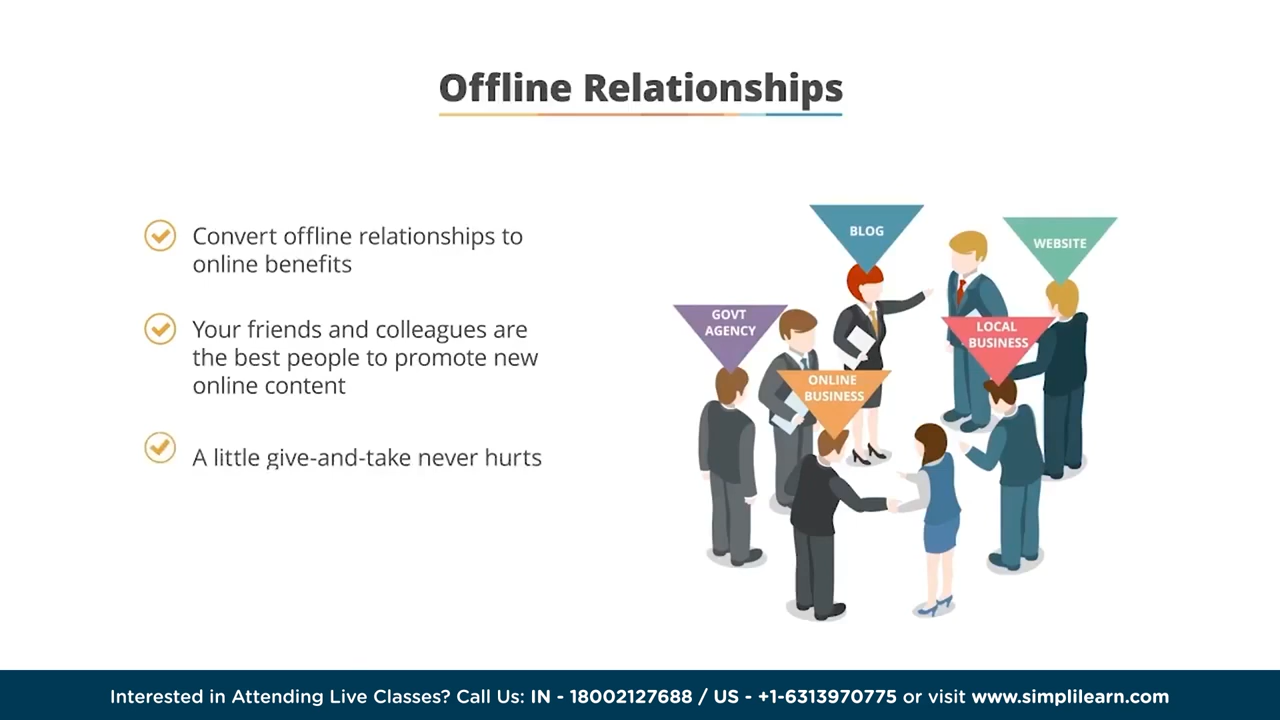 Offline Relationships
Convert offline relationships to
online benefits
Your friends and colleagues are
the best people to promote new
online content
A little give-and-take never hurts
BLOG
WEBSITE
GOVT
AGENCY
LOCAL
BUSINESS
ONLINE
BUSINESS
Interested in Attending Live Classes? Call Us: IN - 18002127688 / US - +1-6313970775 or visit www.simplilearn.com